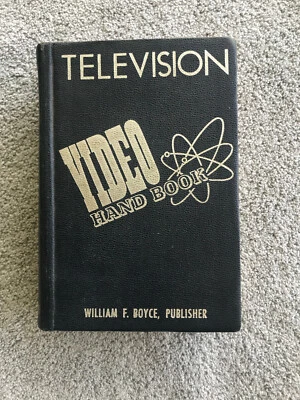 TELEVISION
VIDEO
HAND BOOK
WILLIAM F. BOYCE, PUBLISHER